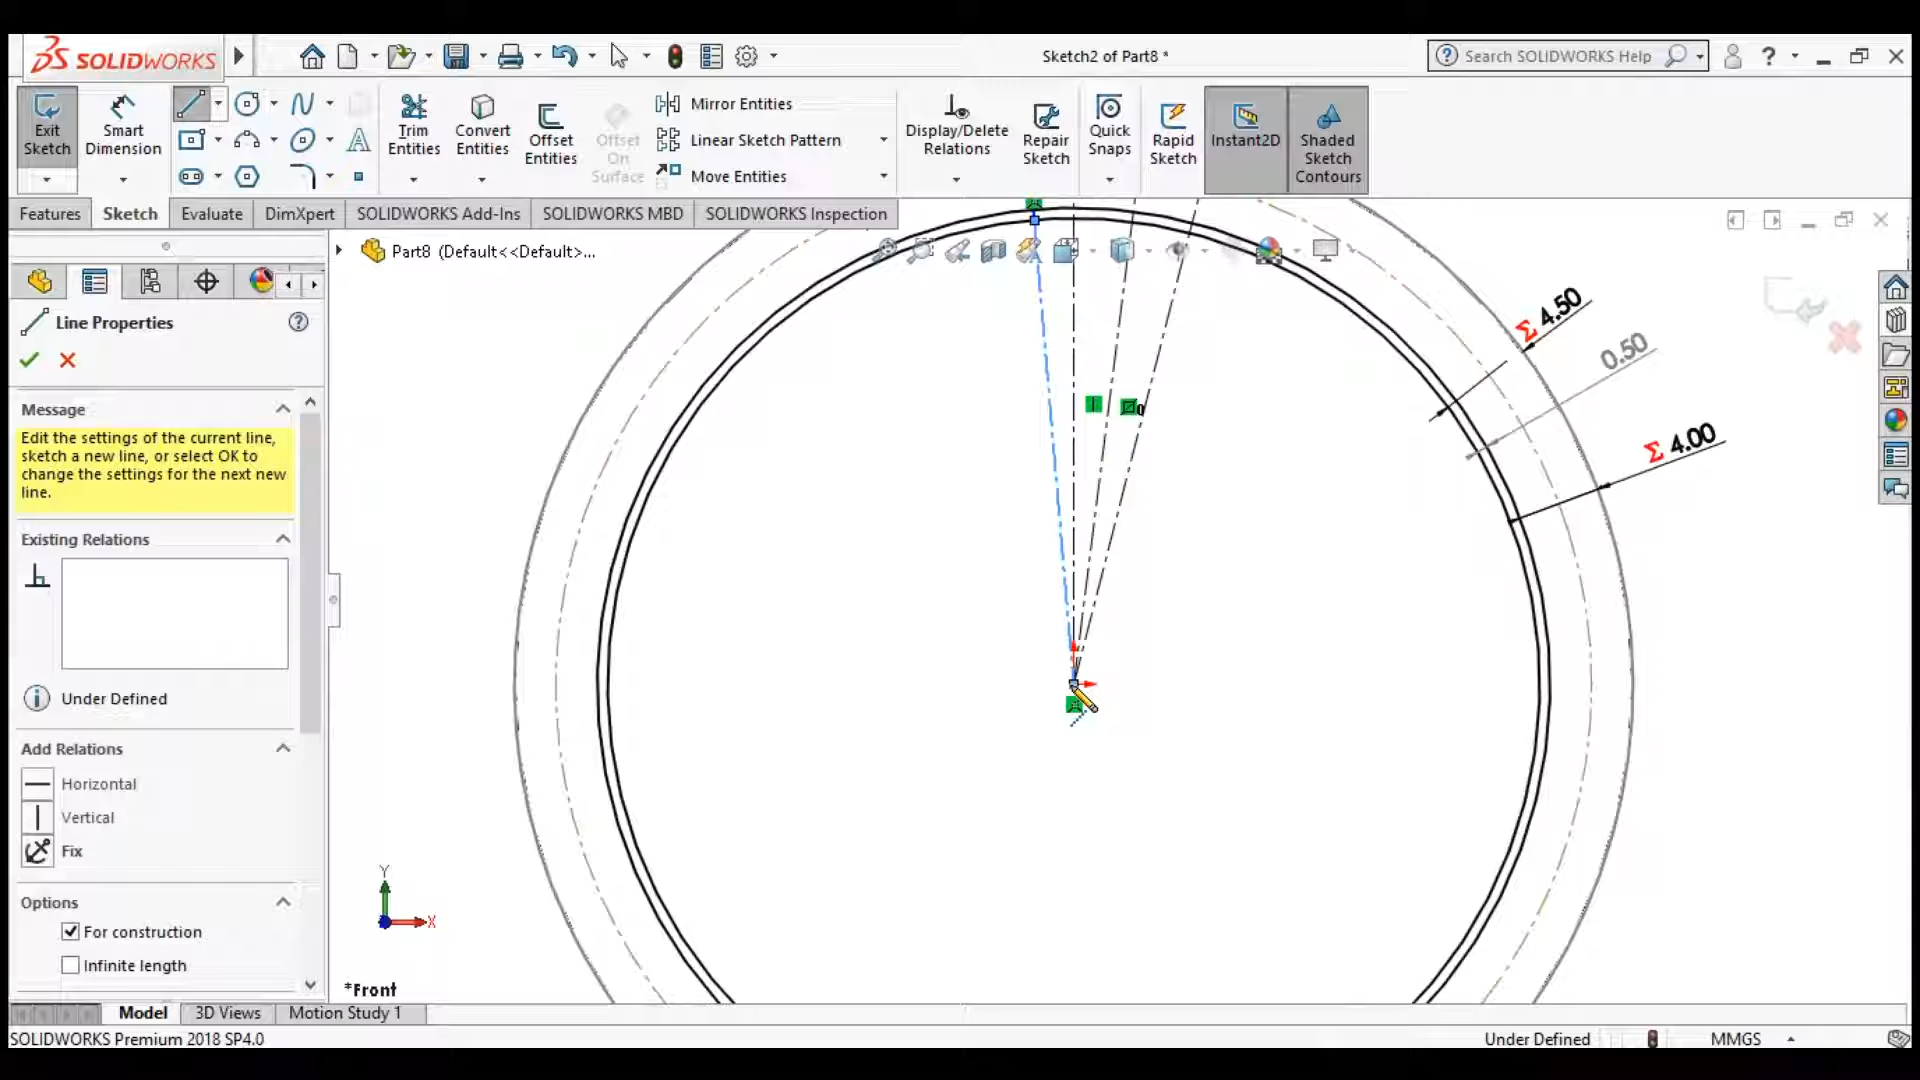 SOLIDWORKS
Sketch2 of Part8 *
Search SOLIDWORKS Help
Exit Sketch
Smart Dimension
Trim Entities
Convert Entities
Offset Entities
Offset On Surface
Mirror Entities
Linear Sketch Pattern
Move Entities
Display/Delete Relations
Repair Sketch
Quick Snaps
Rapid Sketch
Instant2D
Shaded Sketch Contours
Features
Sketch
Evaluate
DimXpert
SOLIDWORKS Add-Ins
SOLIDWORKS MBD
SOLIDWORKS Inspection
Part8 (Default<<Default>...
Line Properties
Message
Edit the settings of the current line,
sketch a new line, or select OK to
change the settings for the next new
line.
Existing Relations
Under Defined
Add Relations
Horizontal
Vertical
Fix
Options
For construction
Infinite length
Σ 4.50
0.50
Σ 4.00
0
Y
X
*Front
Model
3D Views
Motion Study 1
SOLIDWORKS Premium 2018 SP4.0
Under Defined
MMGS